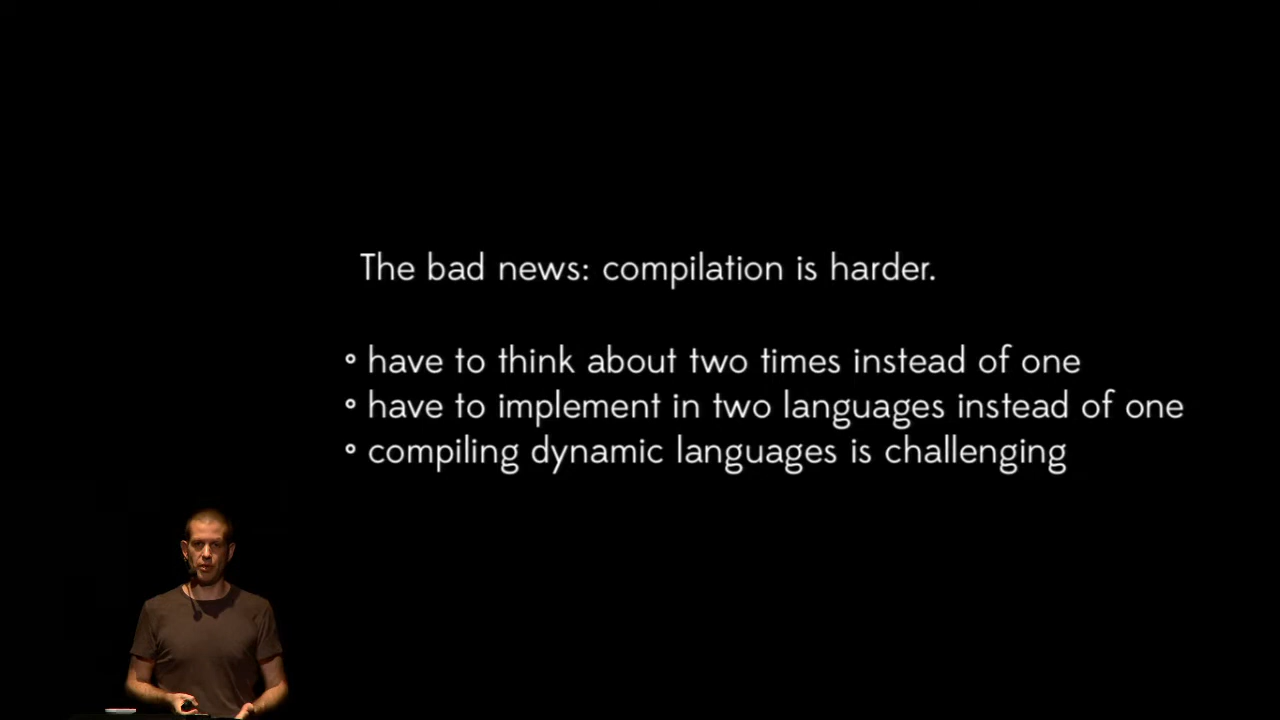 The bad news: compilation is harder.
° have to think about two times instead of one
° have to implement in two languages instead of one
° compiling dynamic languages is challenging